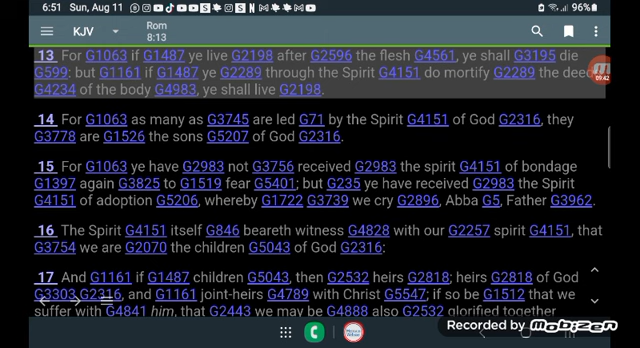 6:51 Sun, Aug 11 96%
KJV Rom 8:13
13 For G1063 if G1487 ye live G2198 after G2596 the flesh G4561, ye shall G3195 die
G599: but G1161 if G1487 ye G2289 through the Spirit G4151 do mortify G2289 the deed
G4234 of the body G4983, ye shall live G2198.
09:42
14 For G1063 as many as G3745 are led G71 by the Spirit G4151 of God G2316, they
G3778 are G1526 the sons G5207 of God G2316.
15 For G1063 ye have G2983 not G3756 received G2983 the spirit G4151 of bondage
G1397 again G3825 to G1519 fear G5401; but G235 ye have received G2983 the Spirit
G4151 of adoption G5206, whereby G1722 G3739 we cry G2896, Abba G5, Father G3962.
16 The Spirit G4151 itself G846 beareth witness G4828 with our G2257 spirit G4151, that
G3754 we are G2070 the children G5043 of God G2316:
17 And G1161 if G1487 children G5043, then G2532 heirs G2818; heirs G2818 of God
G3303 G2316, and G1161 joint-heirs G4789 with Christ G5547; if so be G1512 that we
suffer with G4841 him, that G2443 we may be G4888 also G2532 glorified together
Recorded by Mobizen